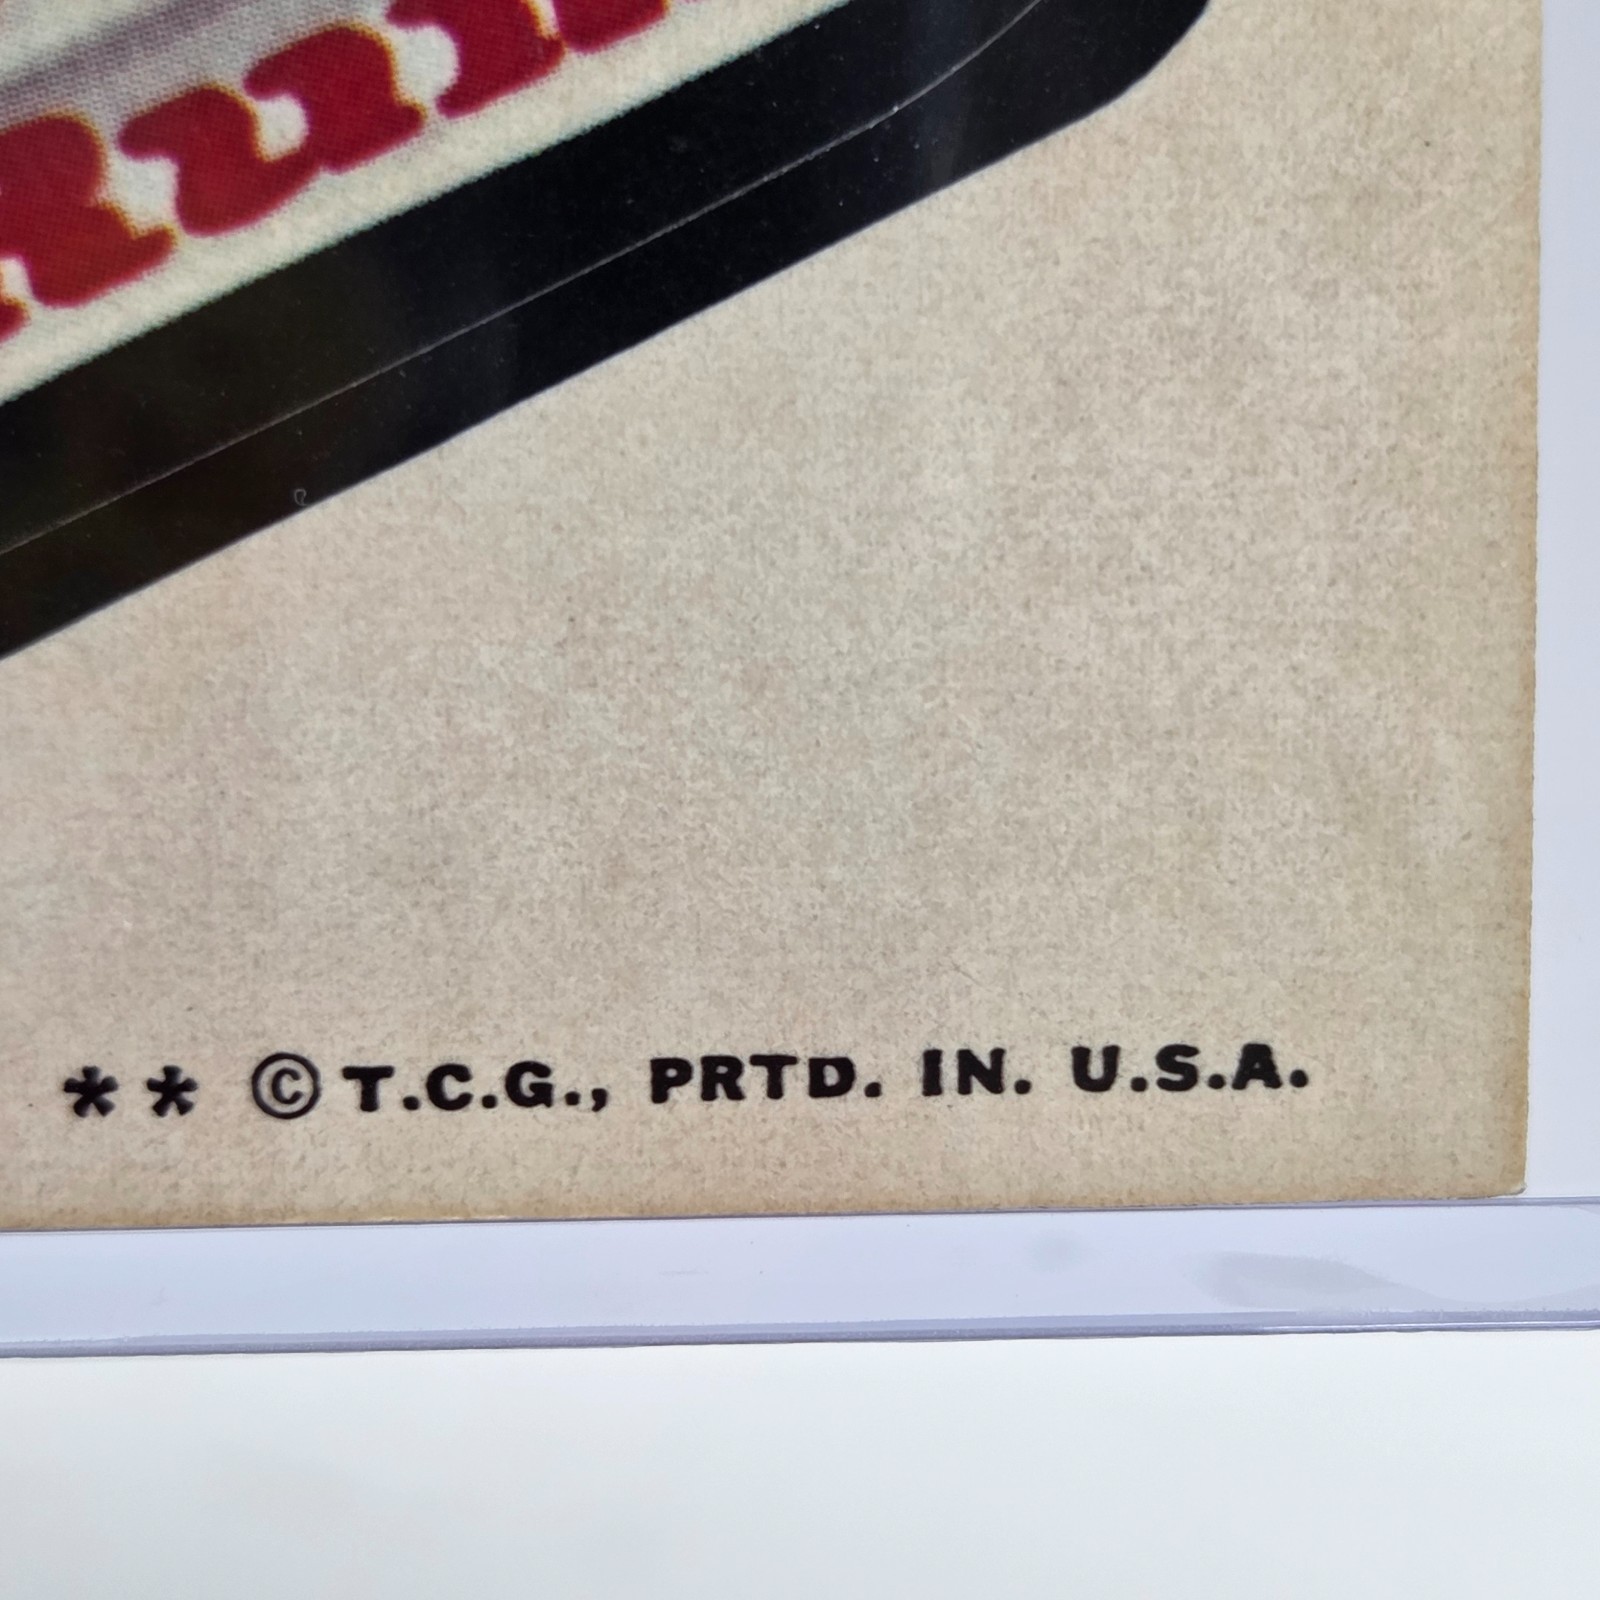 ** © T.C.G., PRTD. IN. U.S.A.